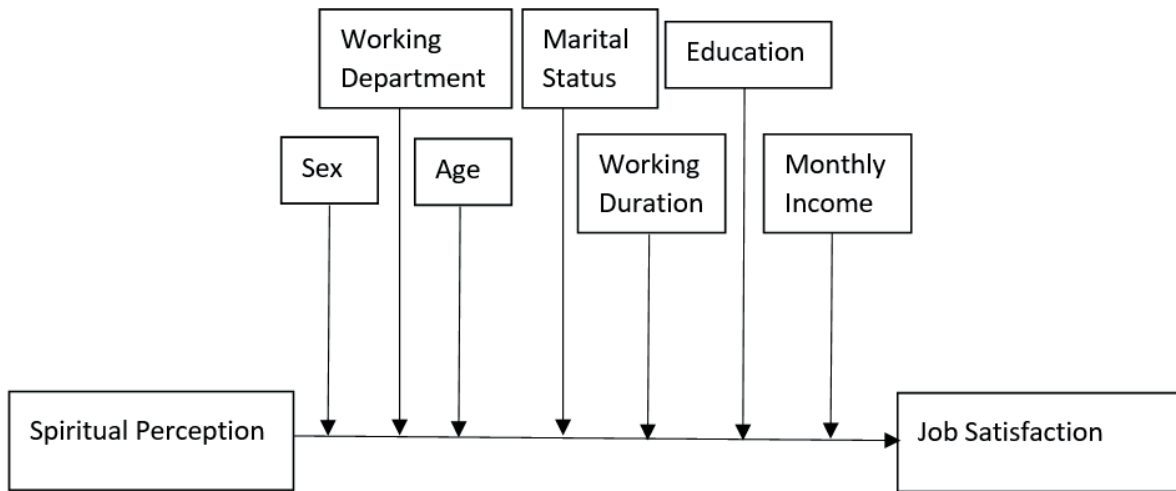 Working
Department
Marital
Status
Education
Sex
Age
Working
Duration
Monthly
Income
Spiritual Perception
Job Satisfaction